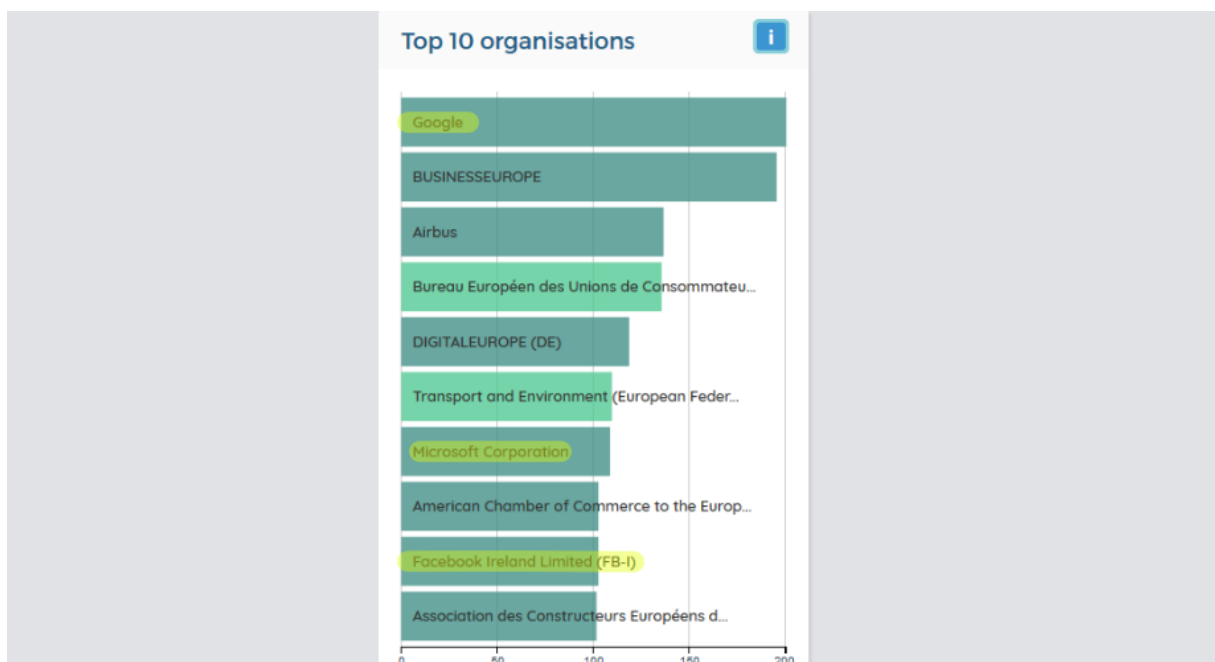 Top 10 organisations
i
Google
BUSINESSEUROPE
Airbus
Bureau Européen des Unions de Consommateu...
DIGITALEUROPE (DE)
Transport and Environment (European Feder...
Microsoft Corporation
American Chamber of Commerce to the Europ...
Facebook Ireland Limited (FB-I)
Association des Constructeurs Européens d...
0 50 100 150 200